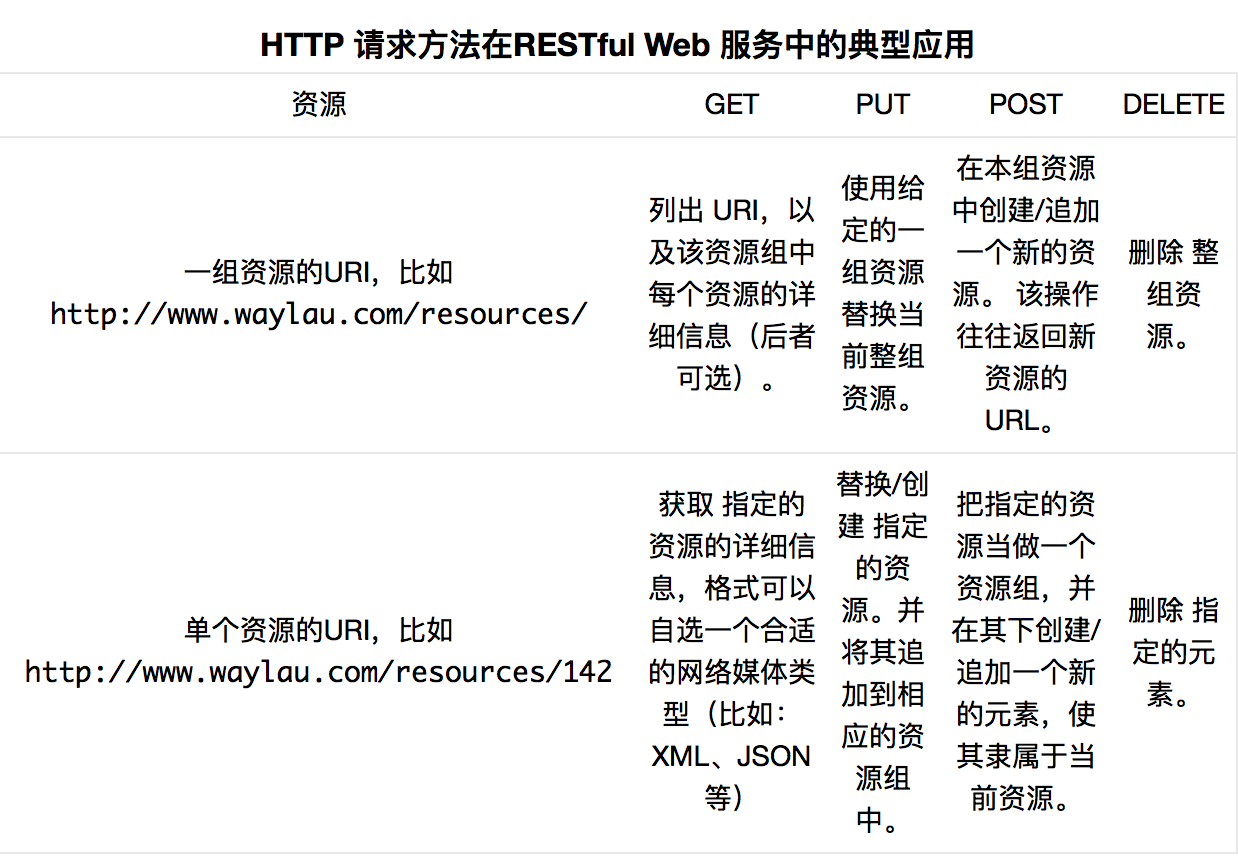 HTTP 请求方法在RESTful Web 服务中的典型应用
资源 GET PUT POST DELETE
一组资源的URI，比如
http://www.waylau.com/resources/
列出 URI，以
及该资源组中
每个资源的详
细信息（后者
可选）。
使用给
定的一
组资源
替换当
前整组
资源。
在本组资源
中创建/追加
一个新的资
源。 该操作
往往返回新
资源的
URL。
删除 整
组资
源。
单个资源的URI，比如
http://www.waylau.com/resources/142
获取 指定的
资源的详细信
息，格式可以
自选一个合适
的网络媒体类
型（比如：
XML、JSON
等）
替换/创
建 指定
的资
源。并
将其追
加到相
应的资
源组
中。
把指定的资
源当做一个
资源组，并
在其下创建/
追加一个新
的元素，使
其隶属于当
前资源。
删除 指
定的元
素。